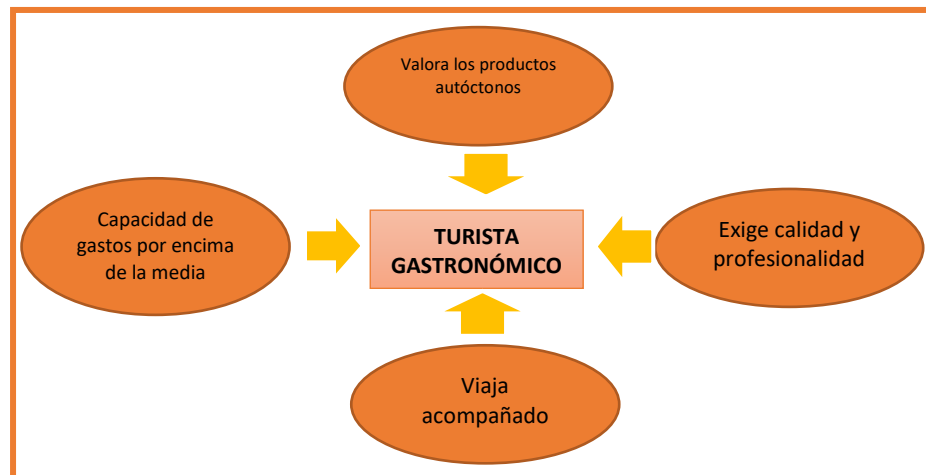 Valora los productos
autóctonos
Capacidad de
gastos por encima
de la media
TURISTA
GASTRONÓMICO
Exige calidad y
profesionalidad
Viaja
acompañado